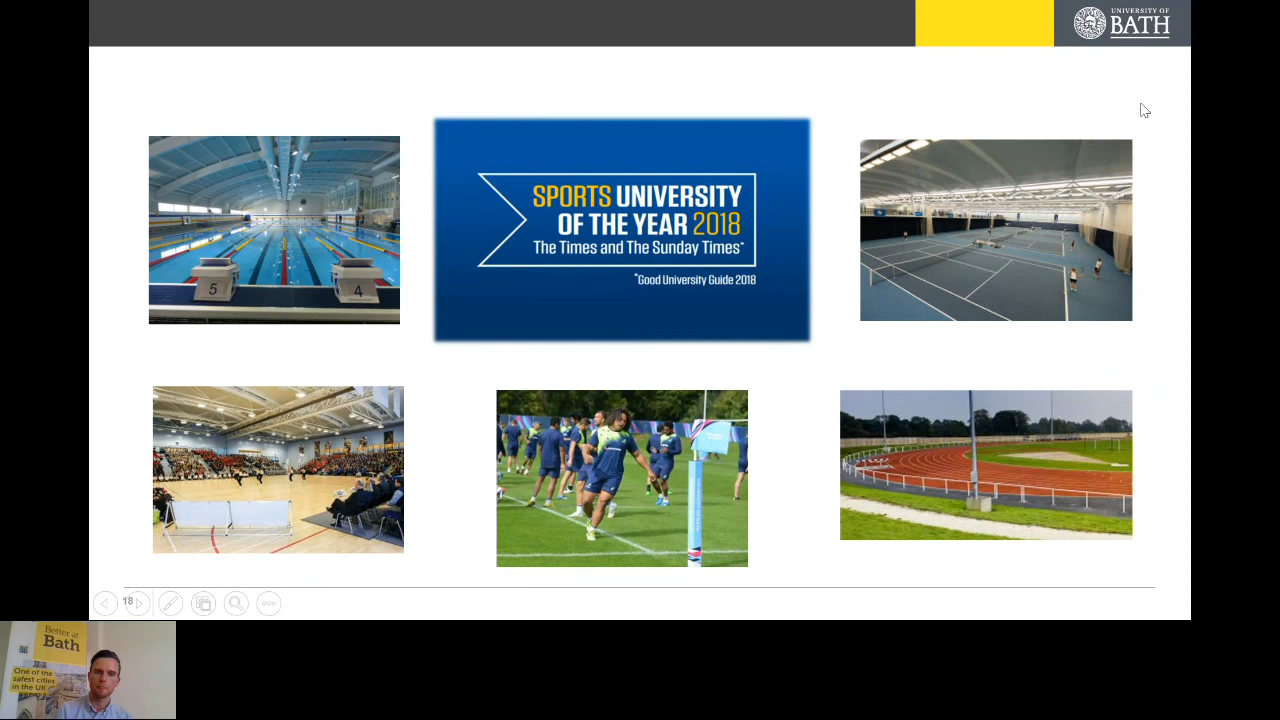 UNIVERSITY OF
BATH
SPORTS UNIVERSITY
OF THE YEAR 2018
The Times and The Sunday Times*
*Good University Guide 2018
5
4
18
Better at
Bath
One of the
safest cities
in the UK